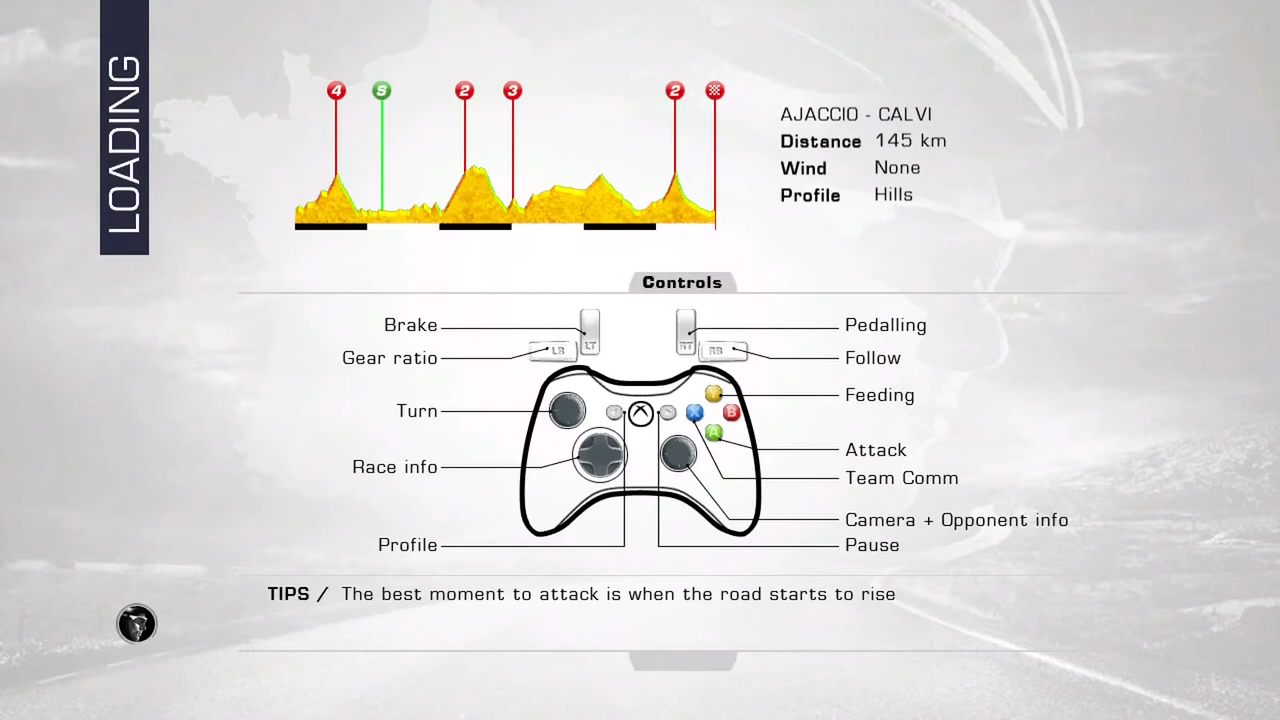 LOADING
4 S 2 3 2
AJACCIO - CALVI
Distance 145 km
Wind None
Profile Hills
Controls
Brake
Pedalling
LT
RT
Gear ratio
LB
RB
Follow
Y
Feeding
Turn
X
B
A
Attack
Race info
Team Comm
Camera + Opponent info
Profile
Pause
TIPS / The best moment to attack is when the road starts to rise